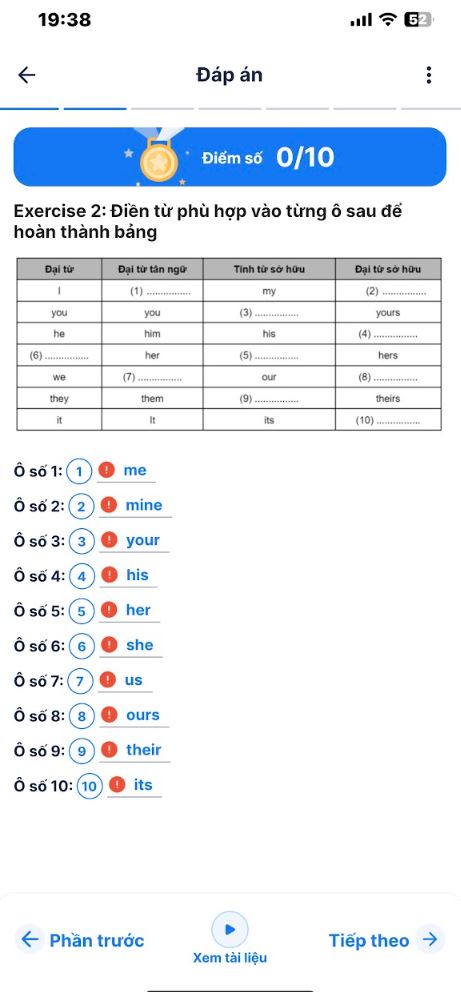 19:38
52
Đáp án
Điểm số 0/10
Exercise 2: Điền từ phù hợp vào từng ô sau để
hoàn thành bảng
Đại từ Đại từ tân ngữ Tính từ sở hữu Đại từ sở hữu
I (1) ................ my (2) ................
you you (3) ................ yours
he him his (4) ................
(6) ................ her (5) ................ hers
we (7) ................ our (8) ................
they them (9) ................ theirs
it It its (10) ................
Ô số 1: 1 ! me
Ô số 2: 2 ! mine
Ô số 3: 3 ! your
Ô số 4: 4 ! his
Ô số 5: 5 ! her
Ô số 6: 6 ! she
Ô số 7: 7 ! us
Ô số 8: 8 ! ours
Ô số 9: 9 ! their
Ô số 10: 10 ! its
Phần trước
Xem tài liệu
Tiếp theo